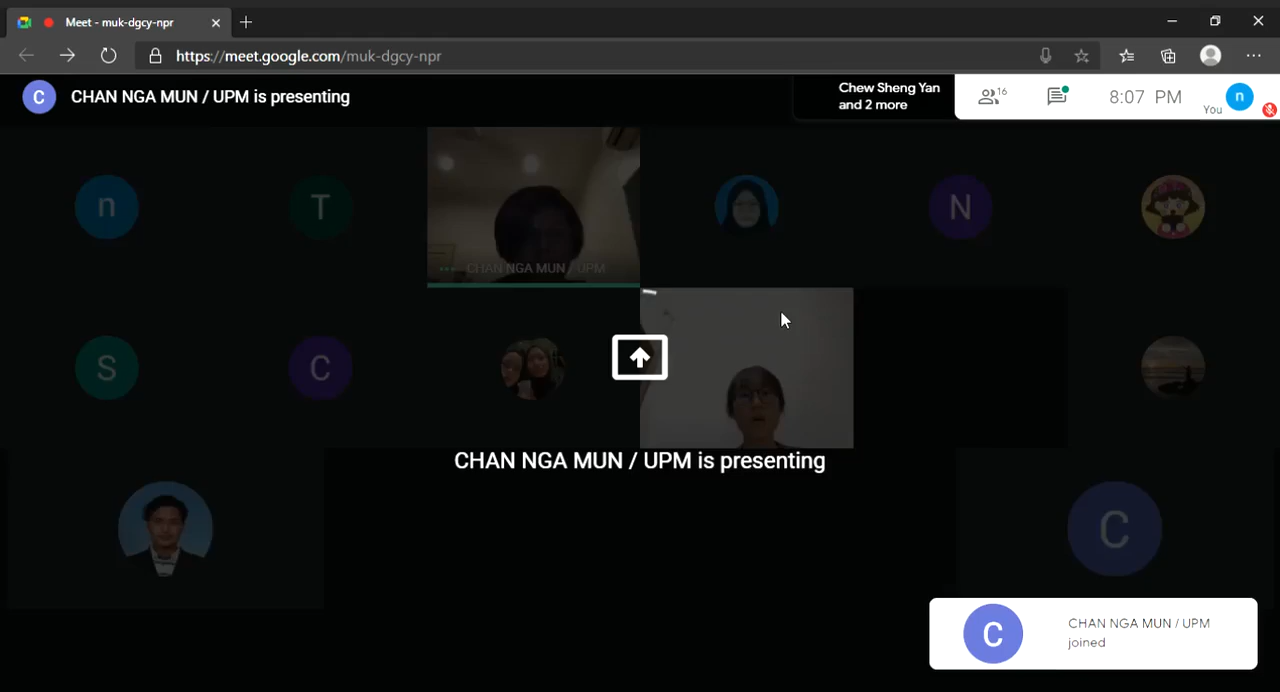 Meet - muk-dgcy-npr
https://meet.google.com/muk-dgcy-npr
C
CHAN NGA MUN / UPM is presenting
Chew Sheng Yan
and 2 more
16
8:07 PM
You
n
n
T
CHAN NGA MUN / UPM
N
S
C
CHAN NGA MUN / UPM is presenting
C
C
CHAN NGA MUN / UPM
joined